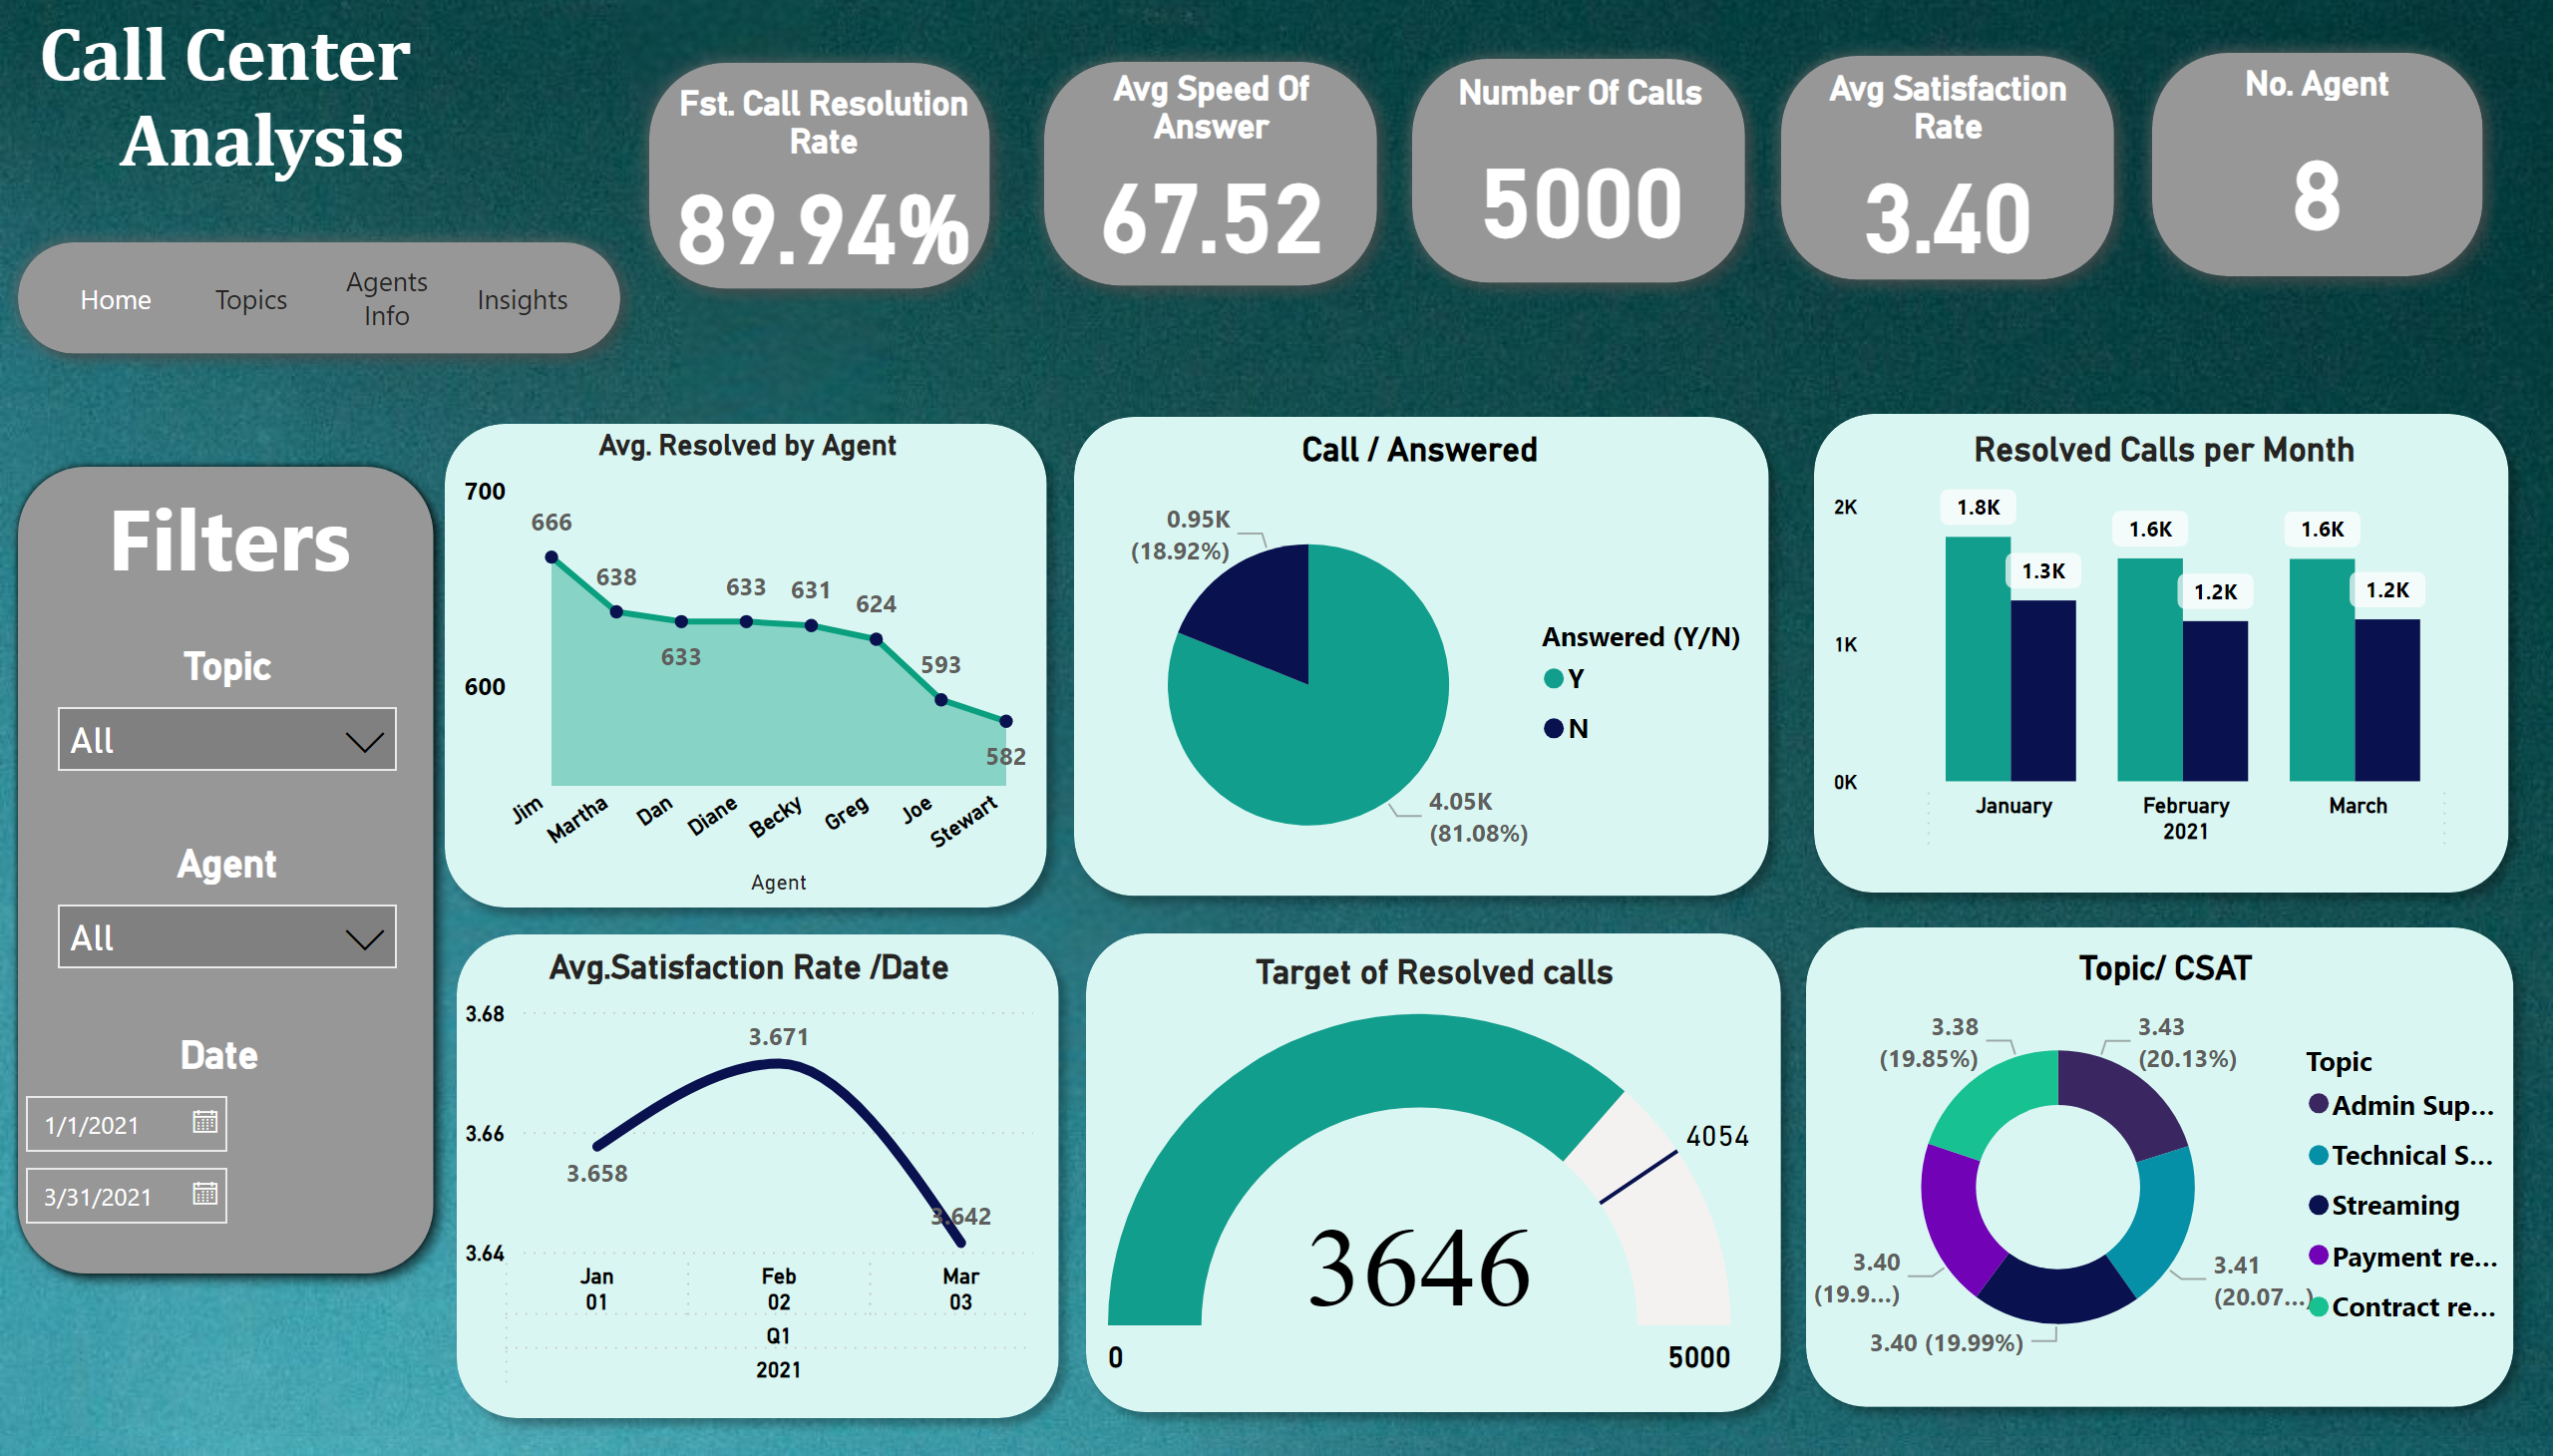 Call Center
Analysis
Home
Topics
Agents
Info
Insights
Fst. Call Resolution
Rate
89.94%
Avg Speed Of
Answer
67.52
Number Of Calls
5000
Avg Satisfaction
Rate
3.40
No. Agent
8
Filters
Topic
All
Agent
All
Date
1/1/2021
3/31/2021
Avg. Resolved by Agent
700
600
666
638
633
633
631
624
593
582
Jim
Martha
Dan
Diane
Becky
Greg
Joe
Stewart
Agent
Call / Answered
0.95K
(18.92%)
4.05K
(81.08%)
Answered (Y/N)
Y
N
Resolved Calls per Month
2K
1K
0K
1.8K
1.3K
1.6K
1.2K
1.6K
1.2K
January
February
March
2021
Avg.Satisfaction Rate /Date
3.68
3.66
3.64
3.658
3.671
3.642
Jan
01
Feb
02
Mar
03
Q1
2021
Target of Resolved calls
4054
3646
0
5000
Topic/ CSAT
3.38
(19.85%)
3.43
(20.13%)
3.40
(19.9...)
3.41
(20.07...)
3.40 (19.99%)
Topic
Admin Sup...
Technical S...
Streaming
Payment re...
Contract re...